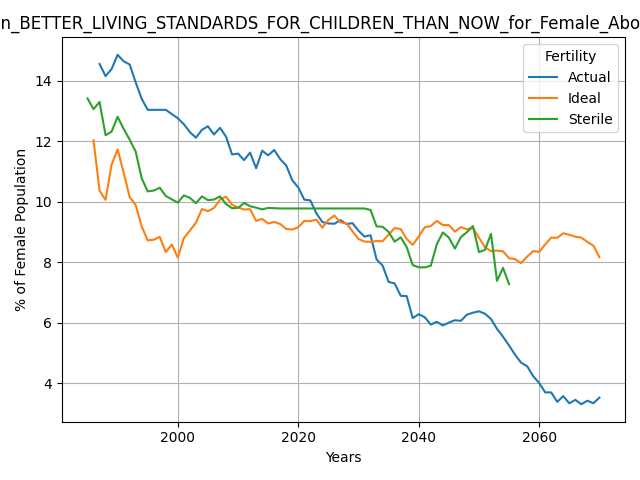 n_BETTER_LIVING_STANDARDS_FOR_CHILDREN_THAN_NOW_for_Female_Abo
Fertility
Actual
Ideal
Sterile
% of Female Population
14
12
10
8
6
4
2000 2020 2040 2060
Years